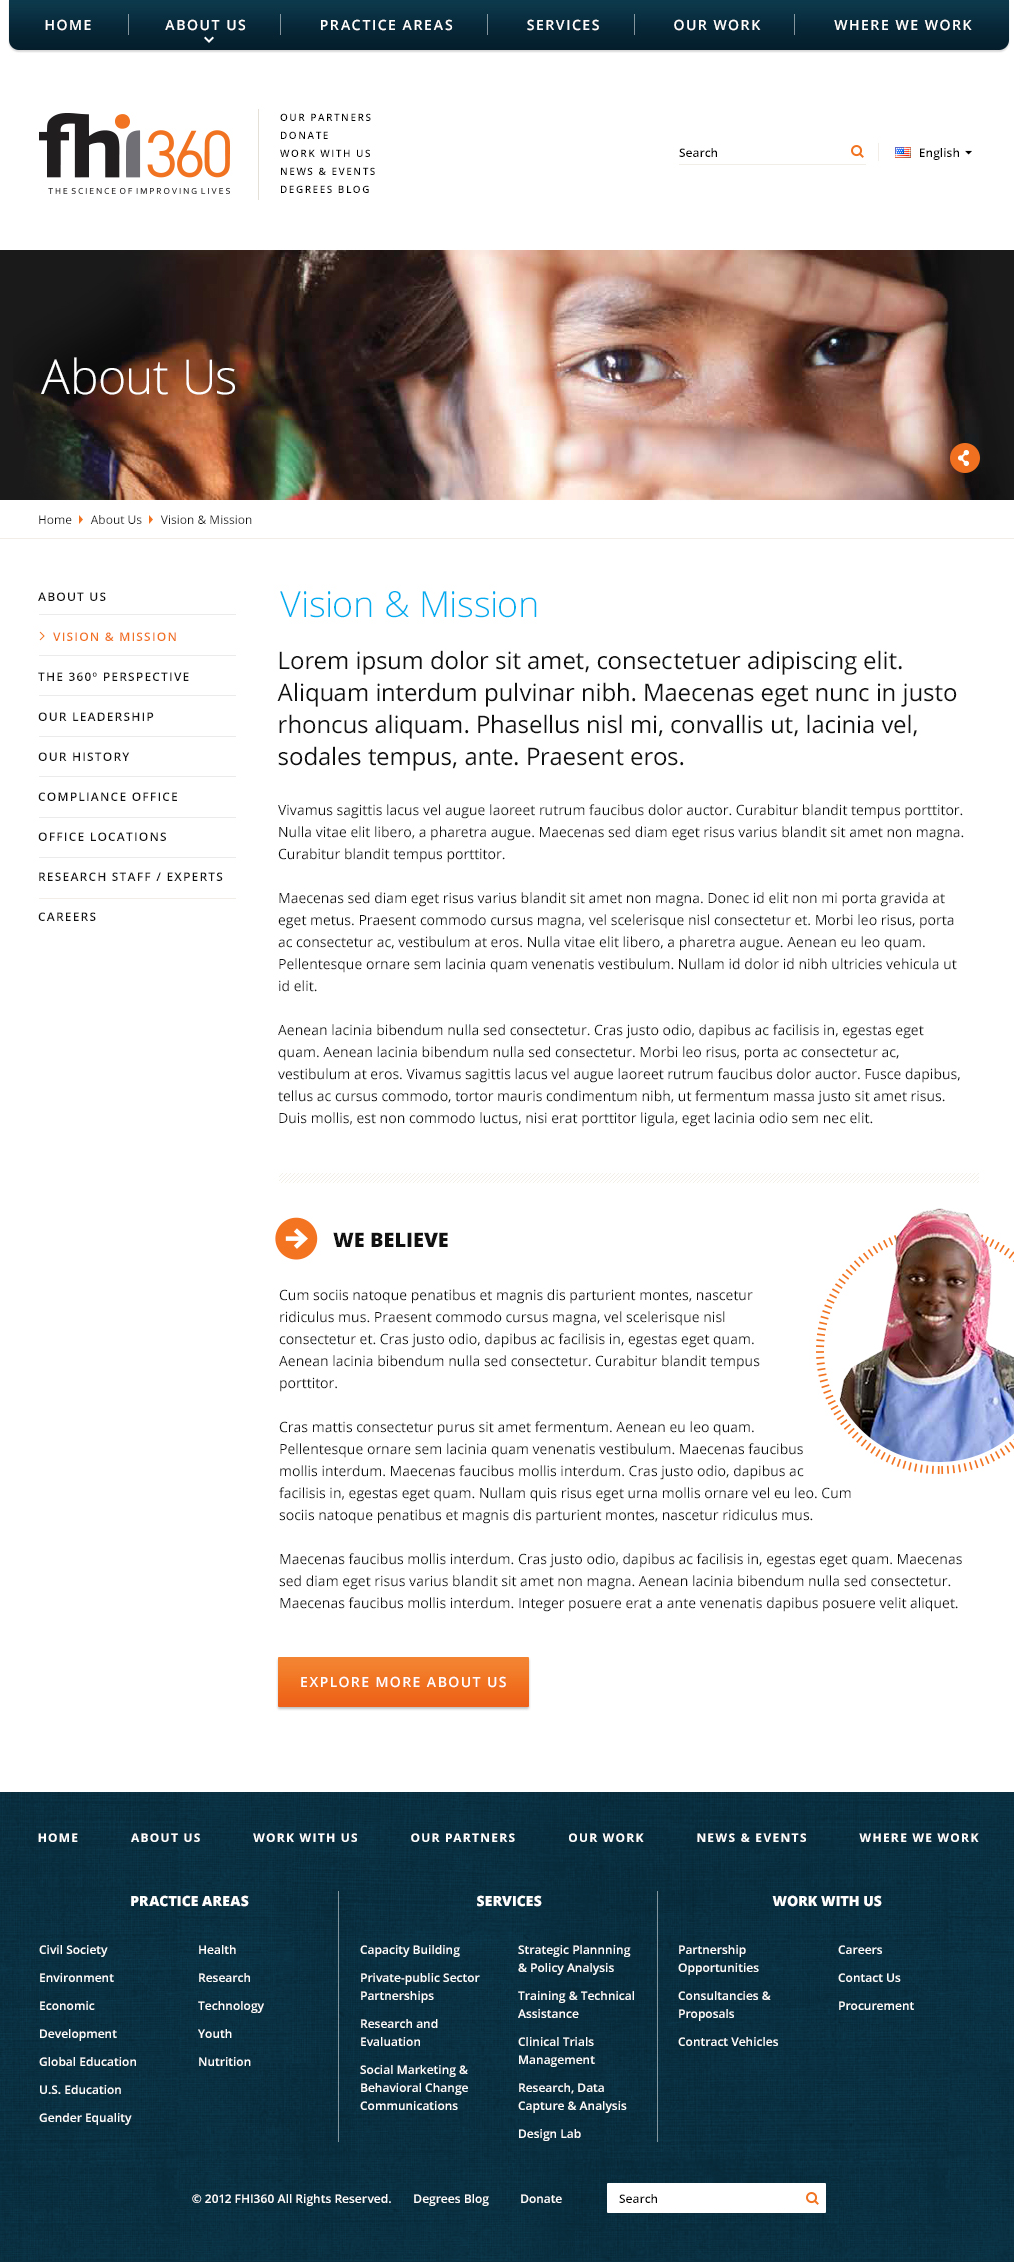 HOME
ABOUT US
PRACTICE AREAS
SERVICES
OUR WORK
WHERE WE WORK
fhi360
THE SCIENCE OF IMPROVING LIVES
OUR PARTNERS
DONATE
WORK WITH US
NEWS & EVENTS
DEGREES BLOG
Search
English
About Us
Home
About Us
Vision & Mission
ABOUT US
VISION & MISSION
THE 360° PERSPECTIVE
OUR LEADERSHIP
OUR HISTORY
COMPLIANCE OFFICE
OFFICE LOCATIONS
RESEARCH STAFF / EXPERTS
CAREERS
Vision & Mission
Lorem ipsum dolor sit amet, consectetuer adipiscing elit.
Aliquam interdum pulvinar nibh. Maecenas eget nunc in justo
rhoncus aliquam. Phasellus nisl mi, convallis ut, lacinia vel,
sodales tempus, ante. Praesent eros.
Vivamus sagittis lacus vel augue laoreet rutrum faucibus dolor auctor. Curabitur blandit tempus porttitor.
Nulla vitae elit libero, a pharetra augue. Maecenas sed diam eget risus varius blandit sit amet non magna.
Curabitur blandit tempus porttitor.
Maecenas sed diam eget risus varius blandit sit amet non magna. Donec id elit non mi porta gravida at
eget metus. Praesent commodo cursus magna, vel scelerisque nisl consectetur et. Morbi leo risus, porta
ac consectetur ac, vestibulum at eros. Nulla vitae elit libero, a pharetra augue. Aenean eu leo quam.
Pellentesque ornare sem lacinia quam venenatis vestibulum. Nullam id dolor id nibh ultricies vehicula ut
id elit.
Aenean lacinia bibendum nulla sed consectetur. Cras justo odio, dapibus ac facilisis in, egestas eget
quam. Aenean lacinia bibendum nulla sed consectetur. Morbi leo risus, porta ac consectetur ac,
vestibulum at eros. Vivamus sagittis lacus vel augue laoreet rutrum faucibus dolor auctor. Fusce dapibus,
tellus ac cursus commodo, tortor mauris condimentum nibh, ut fermentum massa justo sit amet risus.
Duis mollis, est non commodo luctus, nisi erat porttitor ligula, eget lacinia odio sem nec elit.
WE BELIEVE
Cum sociis natoque penatibus et magnis dis parturient montes, nascetur
ridiculus mus. Praesent commodo cursus magna, vel scelerisque nisl
consectetur et. Cras justo odio, dapibus ac facilisis in, egestas eget quam.
Aenean lacinia bibendum nulla sed consectetur. Curabitur blandit tempus
porttitor.
Cras mattis consectetur purus sit amet fermentum. Aenean eu leo quam.
Pellentesque ornare sem lacinia quam venenatis vestibulum. Maecenas faucibus
mollis interdum. Maecenas faucibus mollis interdum. Cras justo odio, dapibus ac
facilisis in, egestas eget quam. Nullam quis risus eget urna mollis ornare vel eu leo. Cum
sociis natoque penatibus et magnis dis parturient montes, nascetur ridiculus mus.
Maecenas faucibus mollis interdum. Cras justo odio, dapibus ac facilisis in, egestas eget quam. Maecenas
sed diam eget risus varius blandit sit amet non magna. Aenean lacinia bibendum nulla sed consectetur.
Maecenas faucibus mollis interdum. Integer posuere erat a ante venenatis dapibus posuere velit aliquet.
EXPLORE MORE ABOUT US
HOME
ABOUT US
WORK WITH US
OUR PARTNERS
OUR WORK
NEWS & EVENTS
WHERE WE WORK
PRACTICE AREAS
Civil Society
Environment
Economic
Development
Global Education
U.S. Education
Gender Equality
Health
Research
Technology
Youth
Nutrition
SERVICES
Capacity Building
Private-public Sector
Partnerships
Research and
Evaluation
Social Marketing &
Behavioral Change
Communications
Strategic Plannning
& Policy Analysis
Training & Technical
Assistance
Clinical Trials
Management
Research, Data
Capture & Analysis
Design Lab
WORK WITH US
Partnership
Opportunities
Consultancies &
Proposals
Contract Vehicles
Careers
Contact Us
Procurement
© 2012 FHI360 All Rights Reserved.
Degrees Blog
Donate
Search